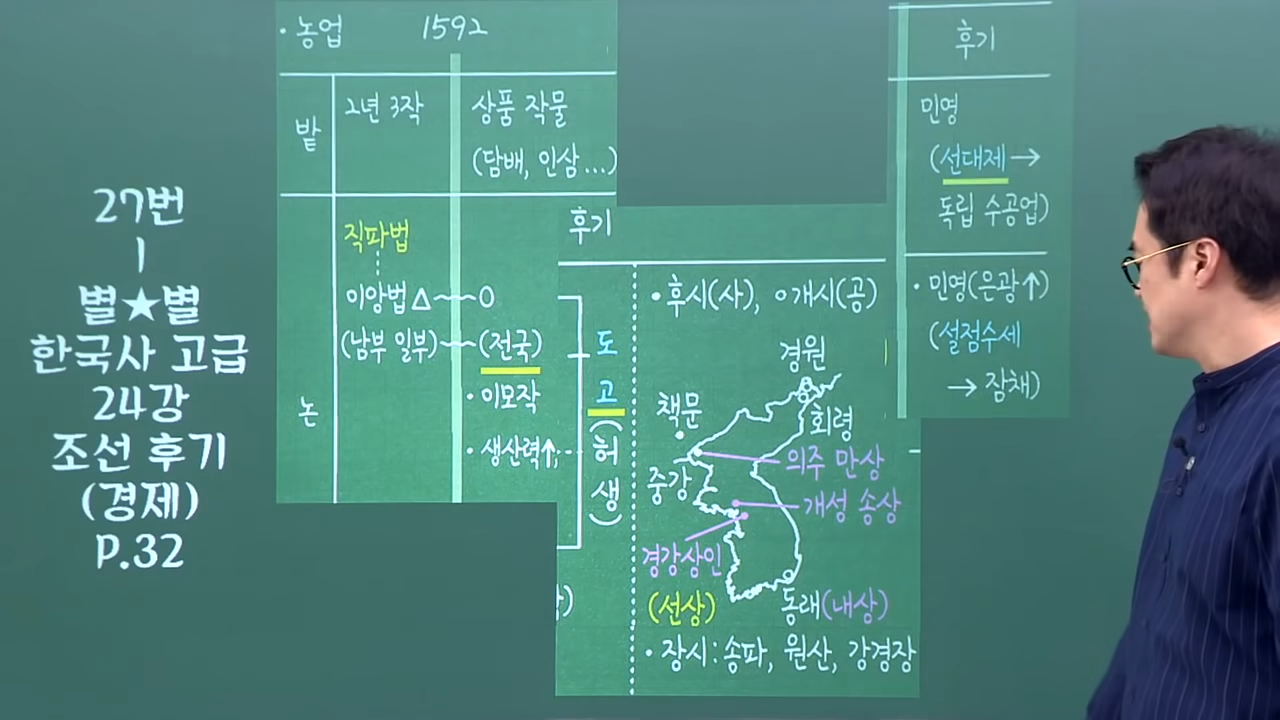 27번
|
별★별
한국사 고급
24강
조선 후기
(경제)
P.32
· 농업 1592
밭
2년 3작
상품 작물
(담배, 인삼...)
논
직파법
이앙법△~~O
(남부 일부)~(전국)
· 이모작
· 생산력↑
후기
도고(허생)
• 후시(사), ◦개시(공)
경원
회령
책문
중강
의주 만상
개성 송상
경강상인
(선상)
동래(내상)
· 장시: 송파, 원산, 강경장
후기
민영
(선대제→
독립 수공업)
· 민영(은광↑)
(설점수세
→ 잠채)